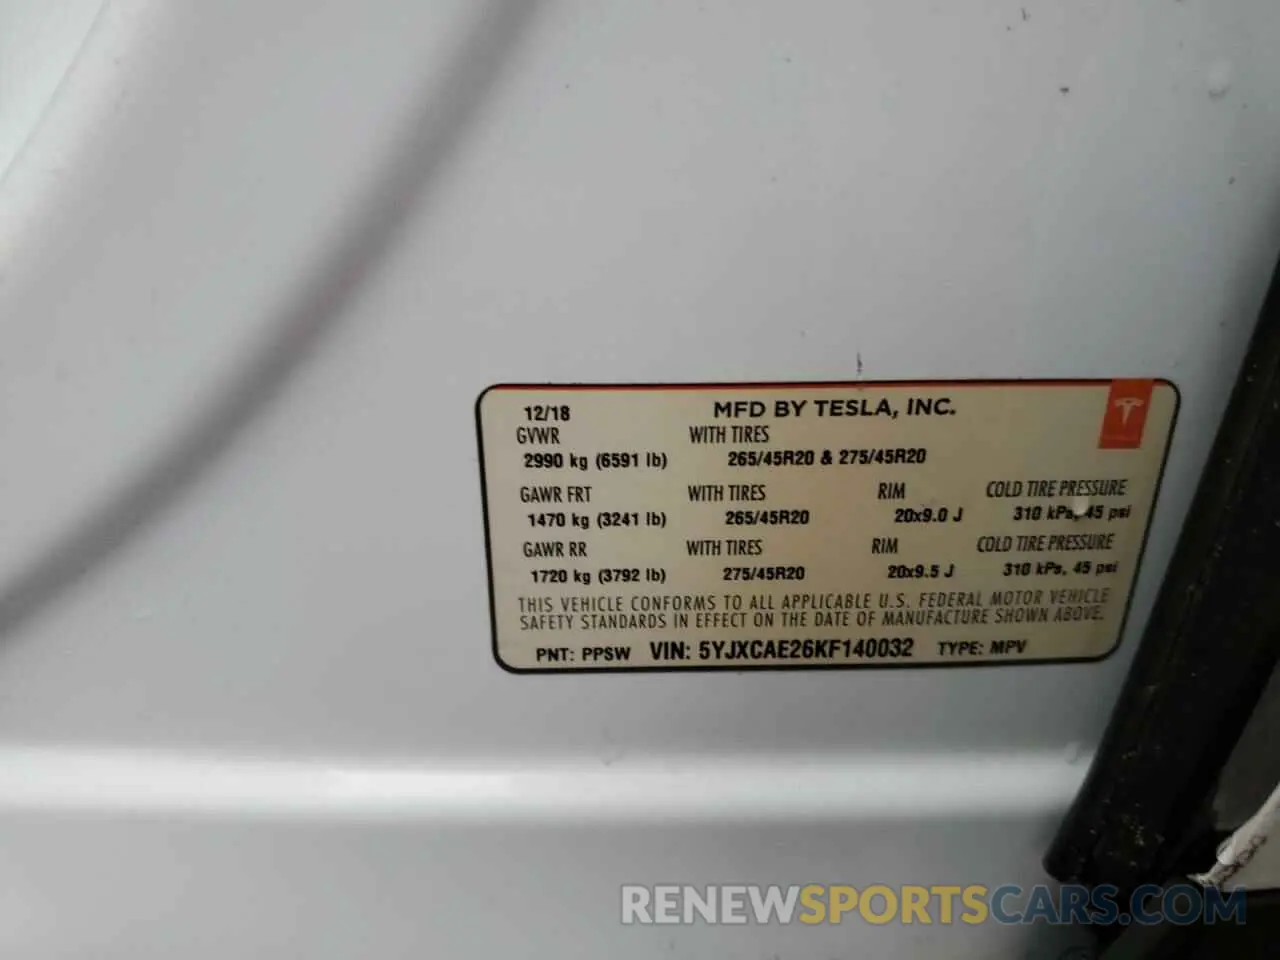 12/18 MFD BY TESLA, INC.
GVWR WITH TIRES
2990 kg (6591 lb) 265/45R20 & 275/45R20
GAWR FRT WITH TIRES RIM COLD TIRE PRESSURE
1470 kg (3241 lb) 265/45R20 20x9.0 J 310 kPa, 45 psi
GAWR RR WITH TIRES RIM COLD TIRE PRESSURE
1720 kg (3792 lb) 275/45R20 20x9.5 J 310 kPa, 45 psi
THIS VEHICLE CONFORMS TO ALL APPLICABLE U.S. FEDERAL MOTOR VEHICLE
SAFETY STANDARDS IN EFFECT ON THE DATE OF MANUFACTURE SHOWN ABOVE.
PNT: PPSW VIN: 5YJXCAE26KF140032 TYPE: MPV
RENEWSPORTSCARS.COM